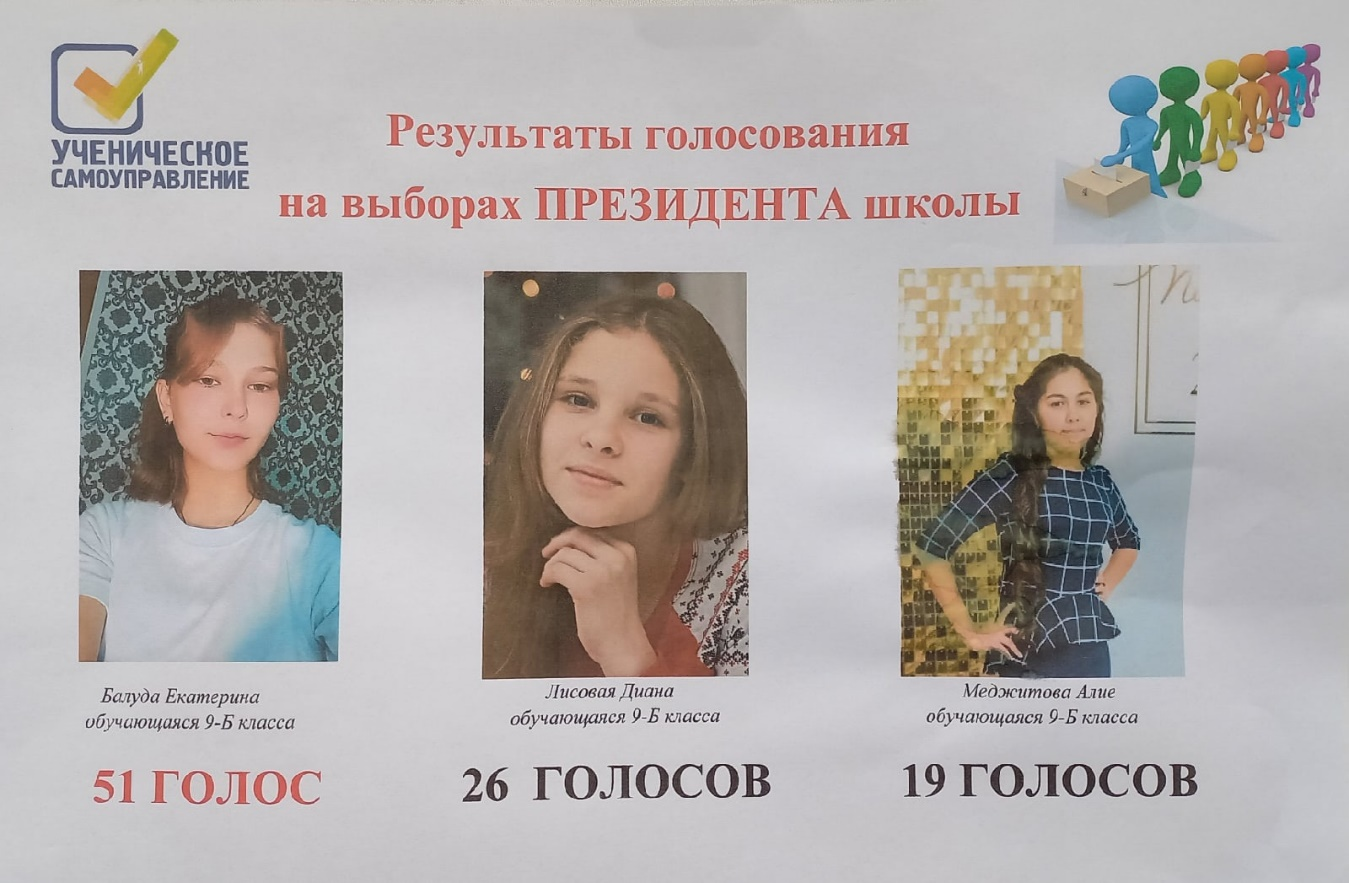 УЧЕНИЧЕСКОЕ
САМОУПРАВЛЕНИЕ
Результаты голосования
на выборах ПРЕЗИДЕНТА школы
Балуда Екатерина
обучающаяся 9-Б класса
51 ГОЛОС
Лисовая Диана
обучающаяся 9-Б класса
26 ГОЛОСОВ
Меджитова Алие
обучающаяся 9-Б класса
19 ГОЛОСОВ